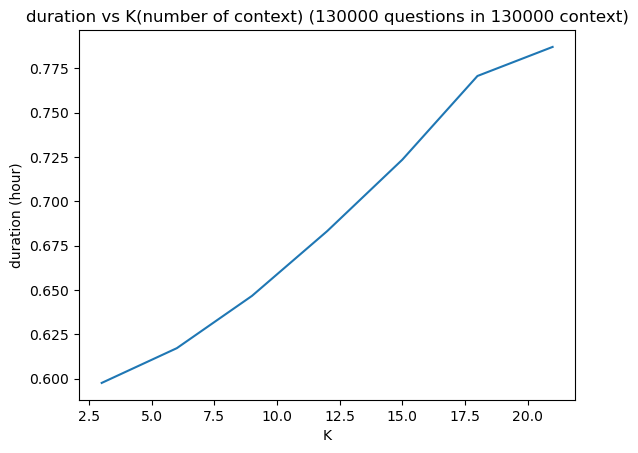 duration vs K(number of context) (130000 questions in 130000 context)
duration (hour)
0.775
0.750
0.725
0.700
0.675
0.650
0.625
0.600
2.5 5.0 7.5 10.0 12.5 15.0 17.5 20.0
K